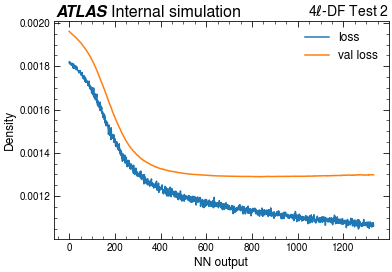 ATLAS Internal simulation 4ℓ-DF Test 2
loss
val loss
0.0020
0.0018
0.0016
0.0014
0.0012
Density
0 200 400 600 800 1000 1200
NN output